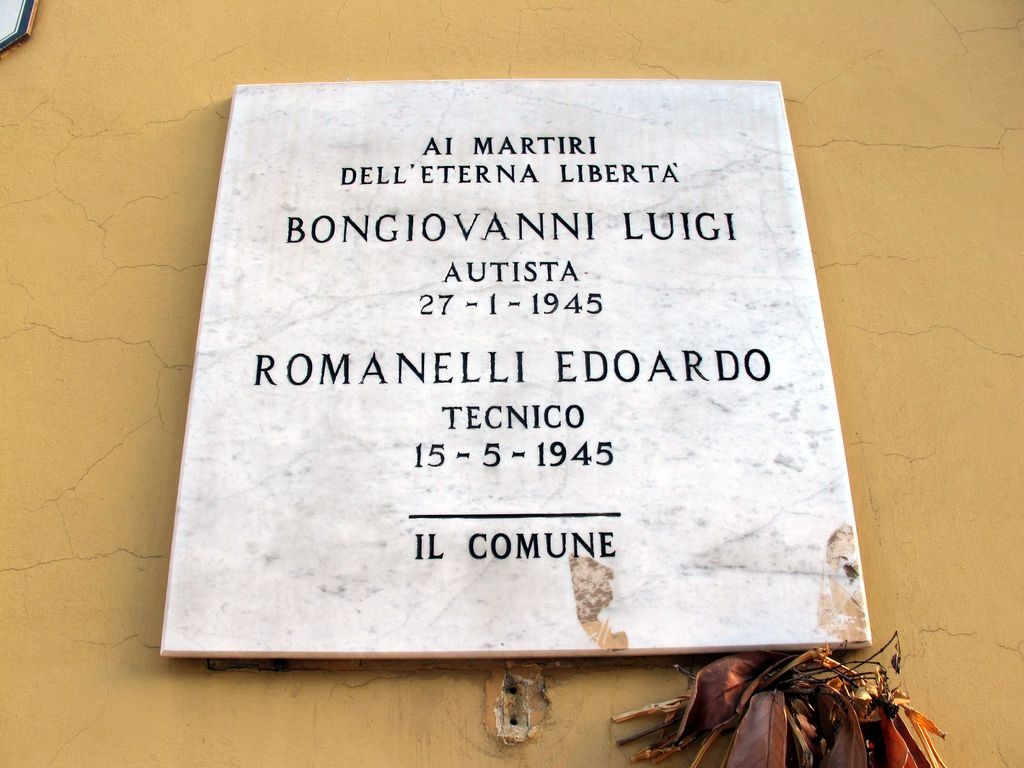 AI MARTIRI
DELL'ETERNA LIBERTÀ
BONGIOVANNI LUIGI
AUTISTA
27-1-1945
ROMANELLI EDOARDO
TECNICO
15-5-1945
IL COMUNE